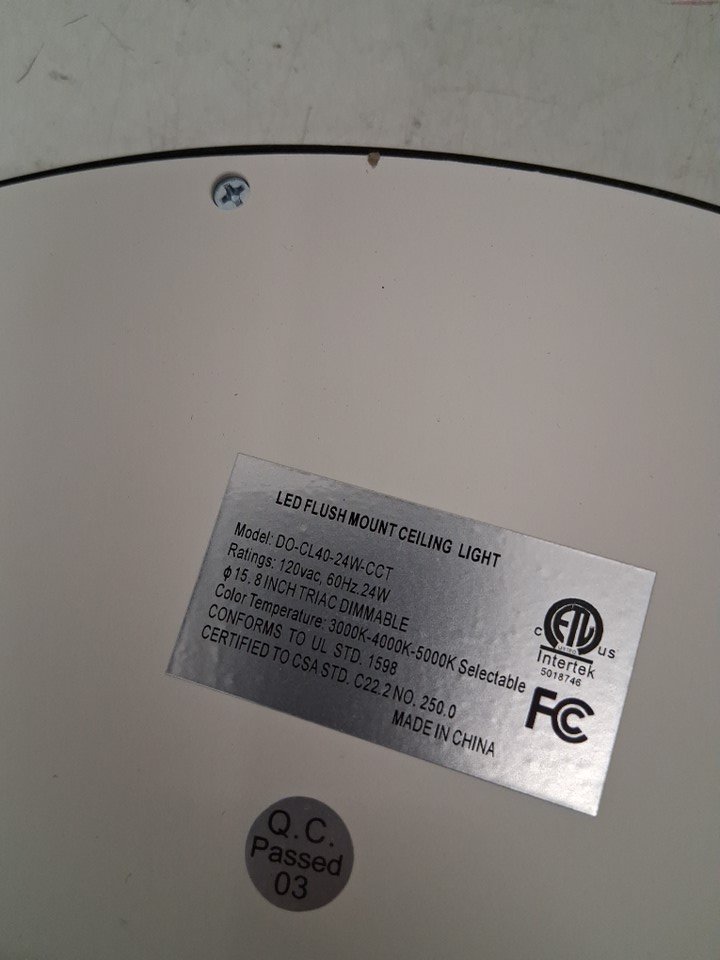 LED FLUSH MOUNT CEILING LIGHT
Model: DO-CL40-24W-CCT
Ratings: 120vac, 60Hz.24W
ϕ15.8 INCH TRIAC DIMMABLE
Color Temperature: 3000K-4000K-5000K Selectable
CONFORMS TO UL STD. 1598
CERTIFIED TO CSA STD. C22.2 NO. 250.0
MADE IN CHINA
c ETL us
LISTED
Intertek
5018746
FC
Q.C.
Passed
03